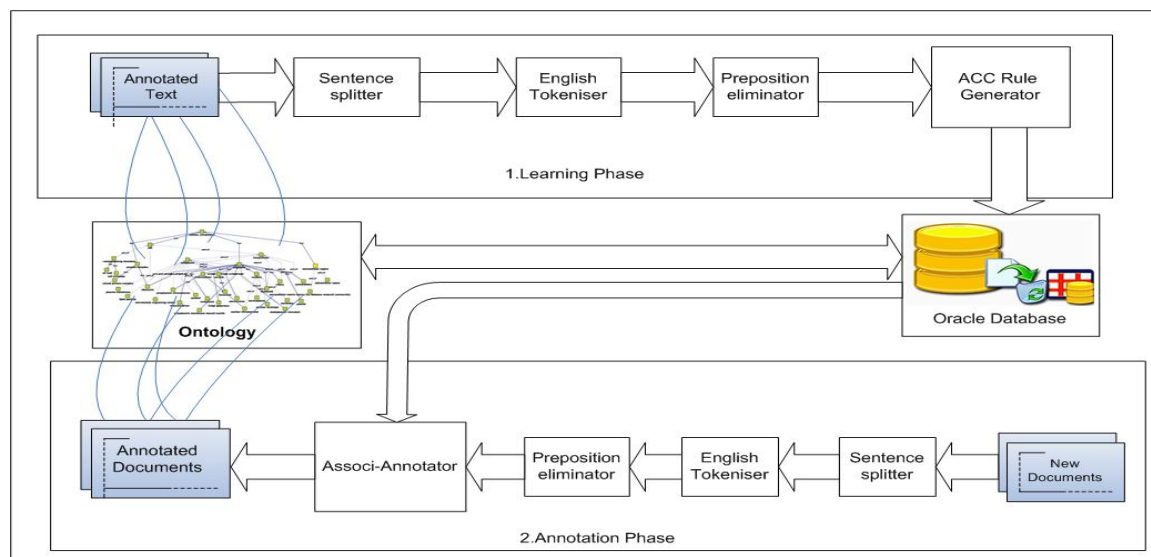 Annotated
Text
Sentence
splitter
English
Tokeniser
Preposition
eliminator
ACC Rule
Generator
1.Learning Phase
Ontology
Oracle Database
Annotated
Documents
Associ-Annotator
Preposition
eliminator
English
Tokeniser
Sentence
splitter
New
Documents
2.Annotation Phase